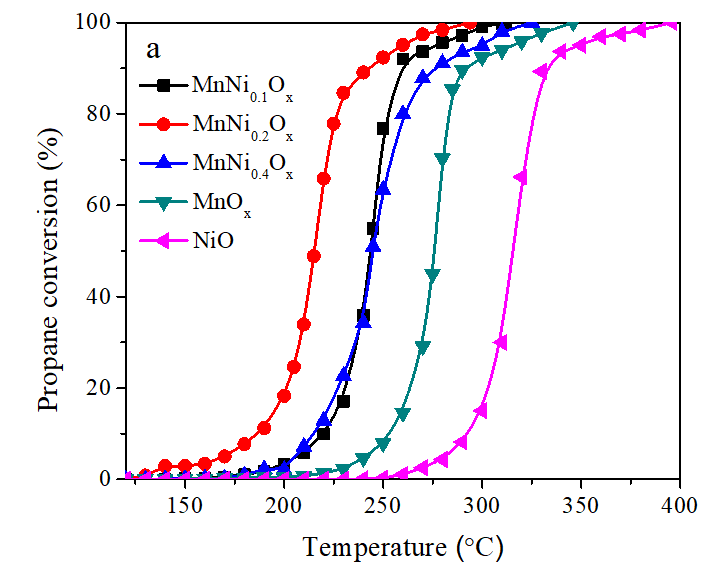 a
MnNi0.1Ox
MnNi0.2Ox
MnNi0.4Ox
MnOx
NiO
Propane conversion (%)
100
80
60
40
20
0
150 200 250 300 350 400
Temperature (°C)